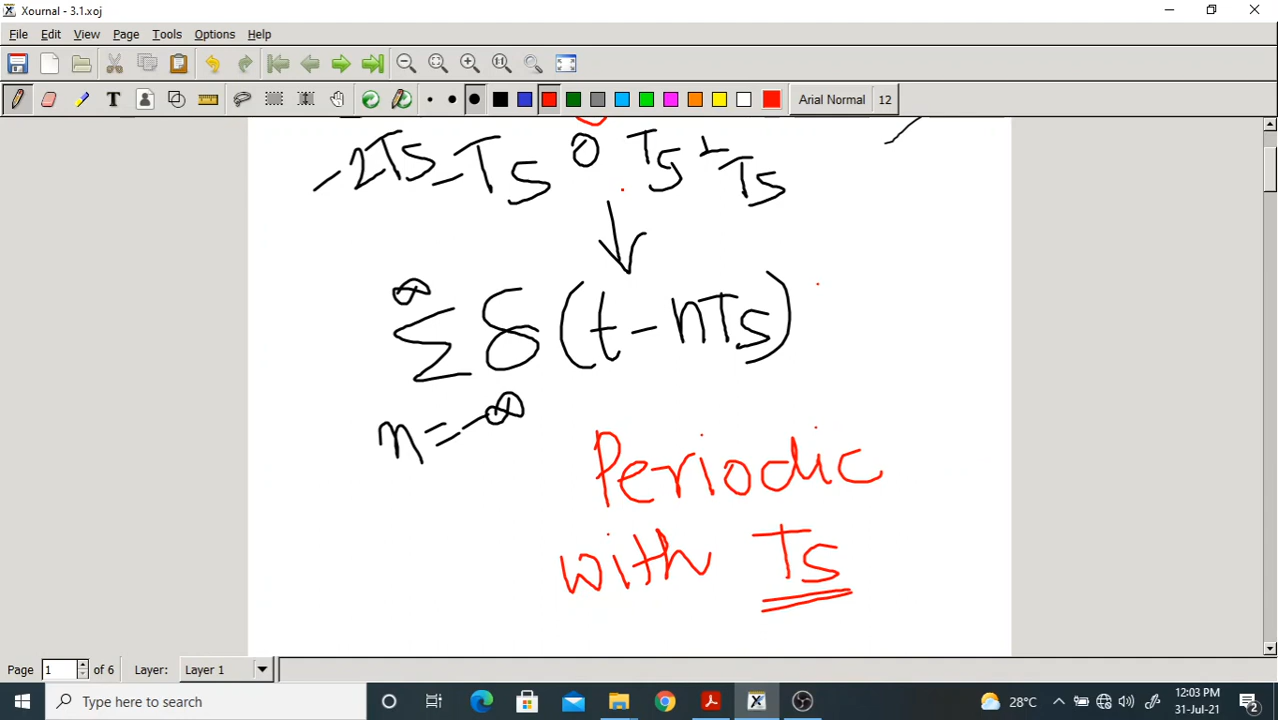 Xournal - 3.1.xoj
File Edit View Page Tools Options Help
T Arial Normal 12
-2Ts -Ts 0 Ts 2Ts
∞
∑ δ(t-nTs)
n=-∞
Periodic
with Ts
Page 1 of 6 Layer: Layer 1
Type here to search
28°C
12:03 PM
31-Jul-21
2